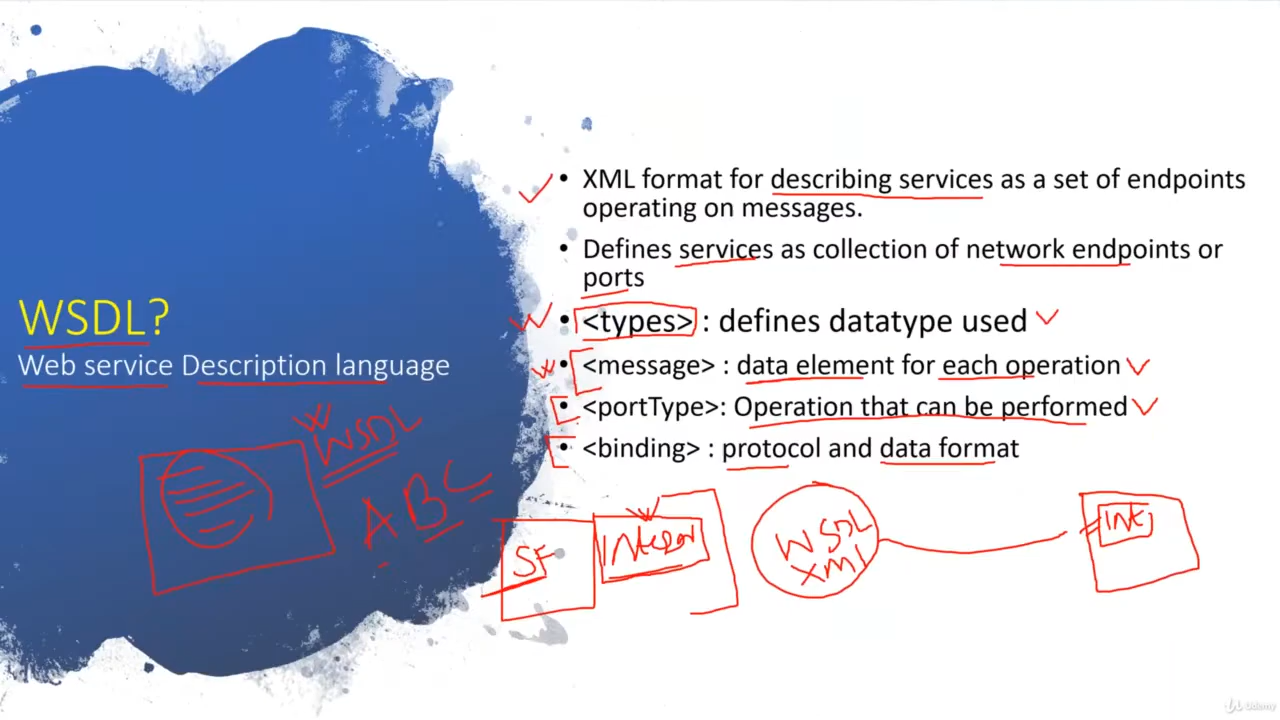 WSDL?
Web service Description language
• XML format for describing services as a set of endpoints
operating on messages.
• Defines services as collection of network endpoints or
ports
• <types> : defines datatype used
• <message> : data element for each operation
• <portType>: Operation that can be performed
• <binding> : protocol and data format
WSDL
ABC
SF
WSDL
XML
Udemy